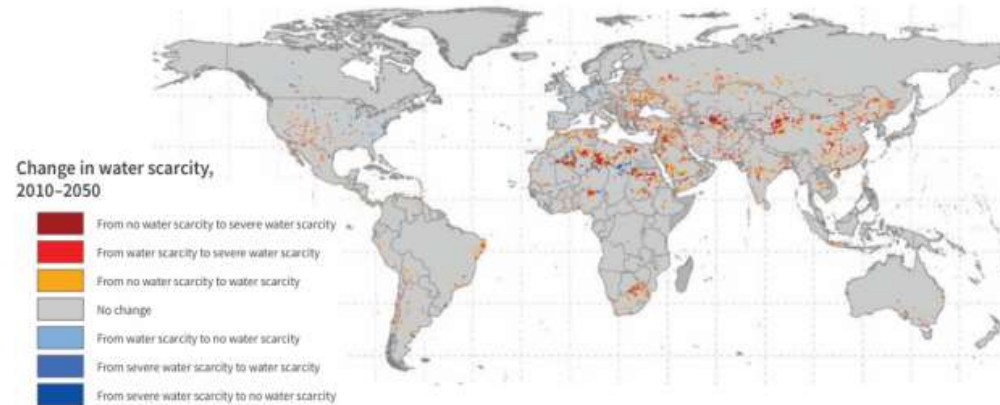 Change in water scarcity,
2010–2050
From no water scarcity to severe water scarcity
From water scarcity to severe water scarcity
From no water scarcity to water scarcity
No change
From water scarcity to no water scarcity
From severe water scarcity to water scarcity
From severe water scarcity to no water scarcity